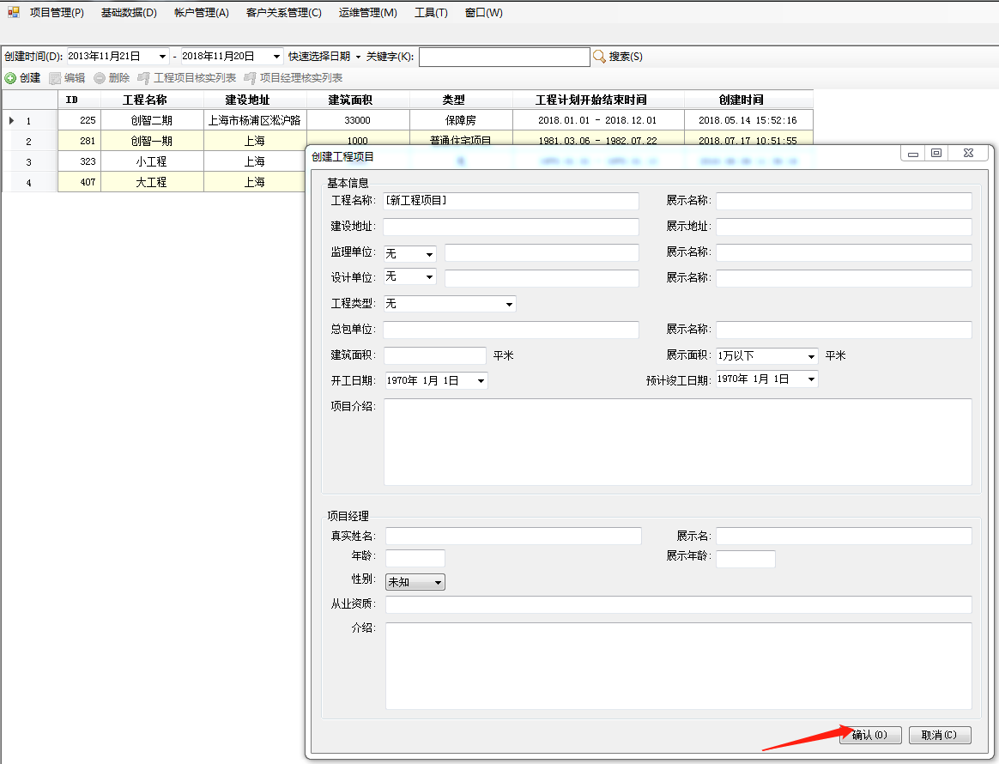 项目管理(P) 基础数据(D) 帐户管理(A) 客户关系管理(C) 运维管理(M) 工具(T) 窗口(W)
创建时间(D): 2013年11月21日 - 2018年11月20日 快速选择日期 关键字(K): 搜索(S)
创建 编辑 删除 工程项目核实列表 项目经理核实列表
ID 工程名称 建设地址 建筑面积 类型 工程计划开始结束时间 创建时间
1 225 创智二期 上海市杨浦区淞沪路 33000 保障房 2018.01.01 - 2018.12.01 2018.05.14 15:52:16
2 281 创智一期 上海 1000 普通住宅项目 1981.03.06 - 1982.07.22 2018.07.17 10:51:55
3 323 小工程 上海
4 407 大工程 上海
创建工程项目
基本信息
工程名称: [新工程项目] 展示名称:
建设地址: 展示地址:
监理单位: 无 展示名称:
设计单位: 无 展示名称:
工程类型: 无
总包单位: 展示名称:
建筑面积: 平米 展示面积: 1万以下 平米
开工日期: 1970年 1月 1日 预计竣工日期: 1970年 1月 1日
项目介绍:
项目经理
真实姓名: 展示名:
年龄: 展示年龄:
性别: 未知
从业资质:
介绍:
确认(O) 取消(C)